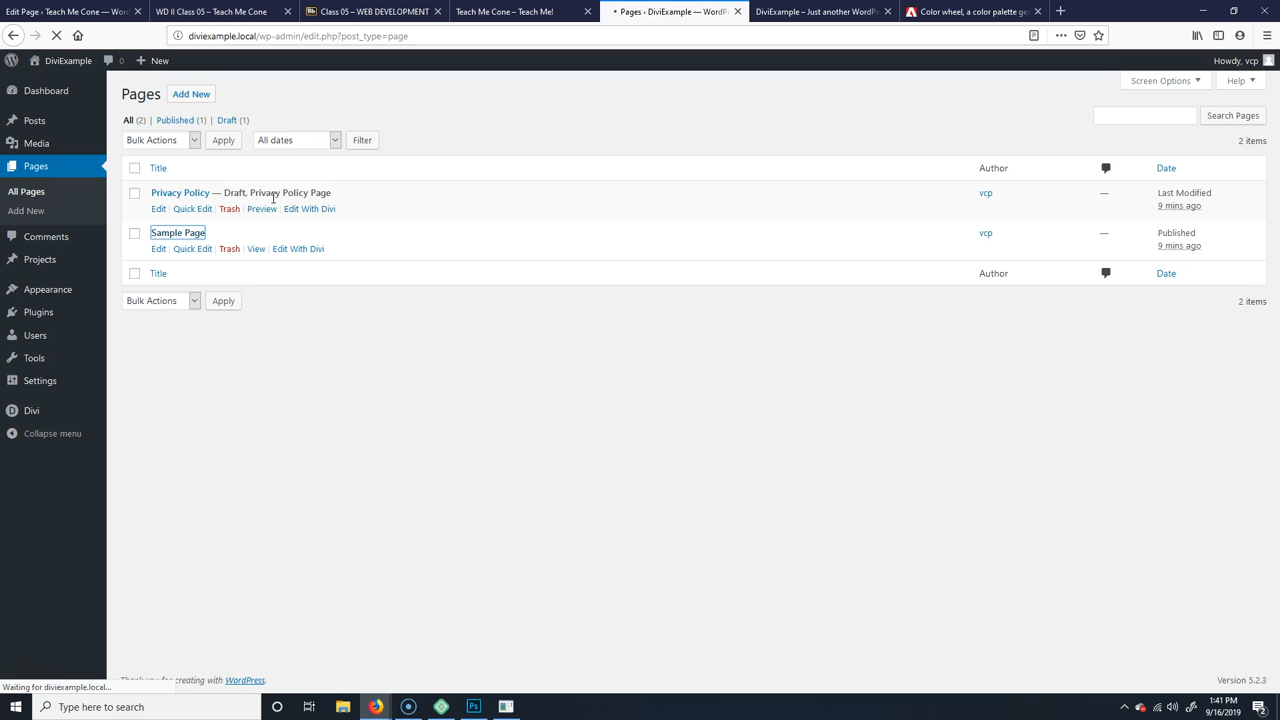 Edit Page ‹ Teach Me Cone — Word
WD II Class 05 – Teach Me Cone
Class 05 – WEB DEVELOPMENT
Teach Me Cone – Teach Me!
Pages ‹ DiviExample — WordPr
DiviExample – Just another WordPr
Color wheel, a color palette gen
diviexample.local/wp-admin/edit.php?post_type=page
DiviExample 0 New Howdy, vcp
Screen Options Help
Dashboard
Posts
Media
Pages
All Pages
Add New
Comments
Projects
Appearance
Plugins
Users
Tools
Settings
Divi
Collapse menu
Pages Add New
All (2) | Published (1) | Draft (1)
Search Pages
Bulk Actions Apply All dates Filter 2 items
Title Author Date
Privacy Policy — Draft, Privacy Policy Page vcp — Last Modified
Edit | Quick Edit | Trash | Preview | Edit With Divi 9 mins ago
Sample Page vcp — Published
Edit | Quick Edit | Trash | View | Edit With Divi 9 mins ago
Title Author Date
Bulk Actions Apply 2 items
Thank you for creating with WordPress. Version 5.2.3
Waiting for diviexample.local...
Type here to search
Ps
1:41 PM
9/16/2019
2